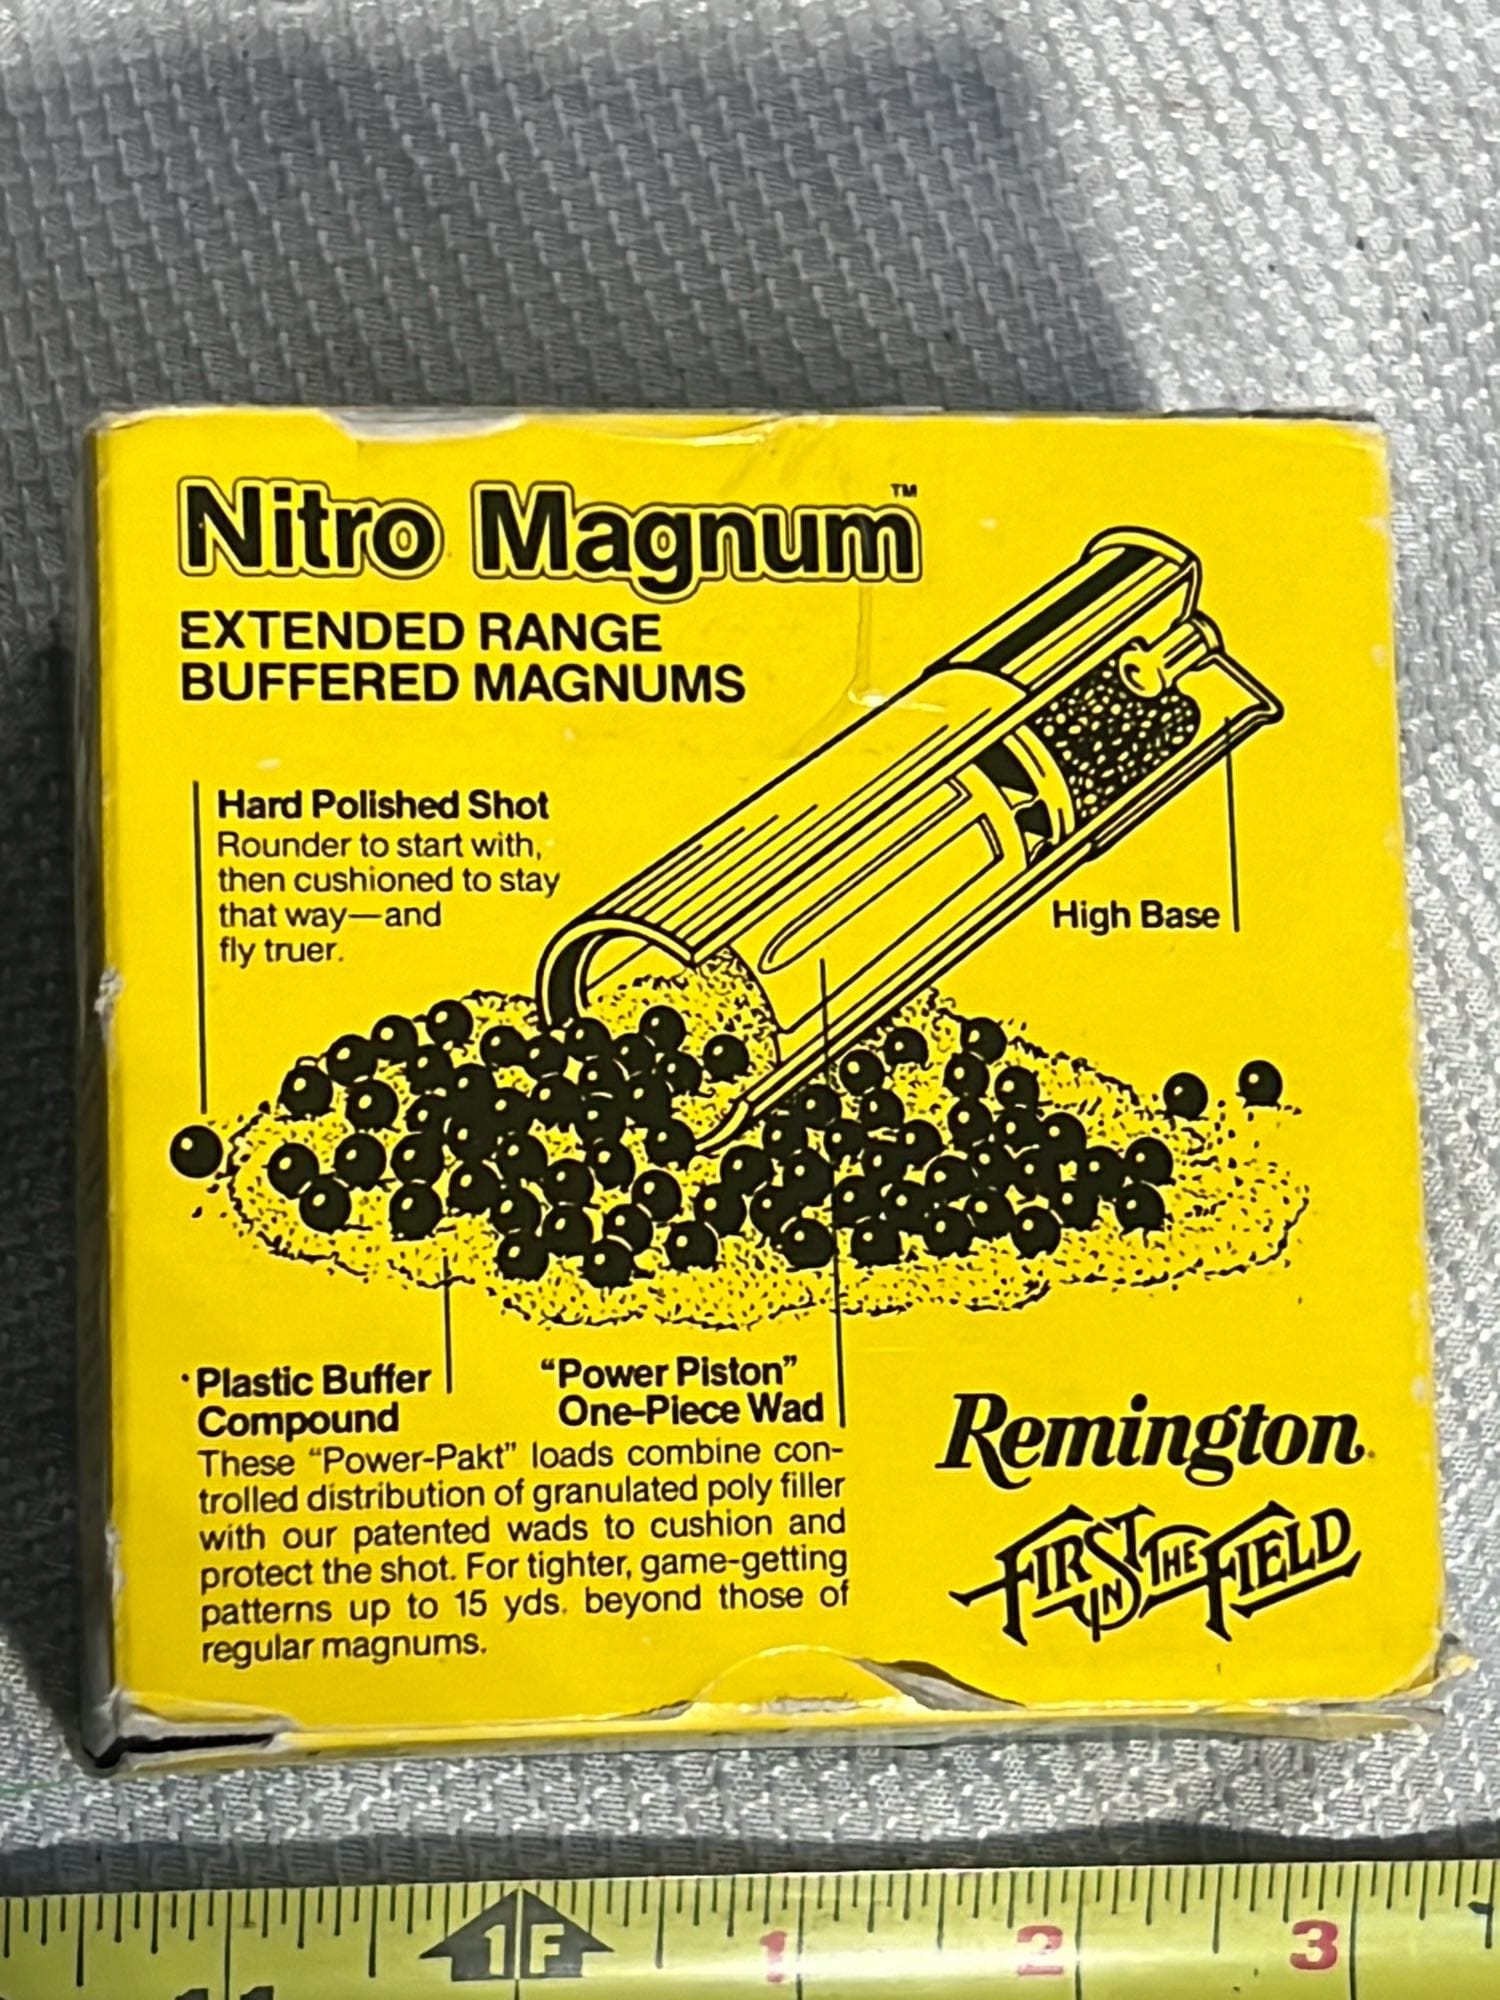 Nitro Magnum™
EXTENDED RANGE
BUFFERED MAGNUMS
Hard Polished Shot
Rounder to start with,
then cushioned to stay
that way—and
fly truer.
High Base
Plastic Buffer
Compound
"Power Piston"
One-Piece Wad
These "Power-Pakt" loads combine con-
trolled distribution of granulated poly filler
with our patented wads to cushion and
protect the shot. For tighter, game-getting
patterns up to 15 yds. beyond those of
regular magnums.
Remington
FIRST IN THE FIELD
1F 1 2 3